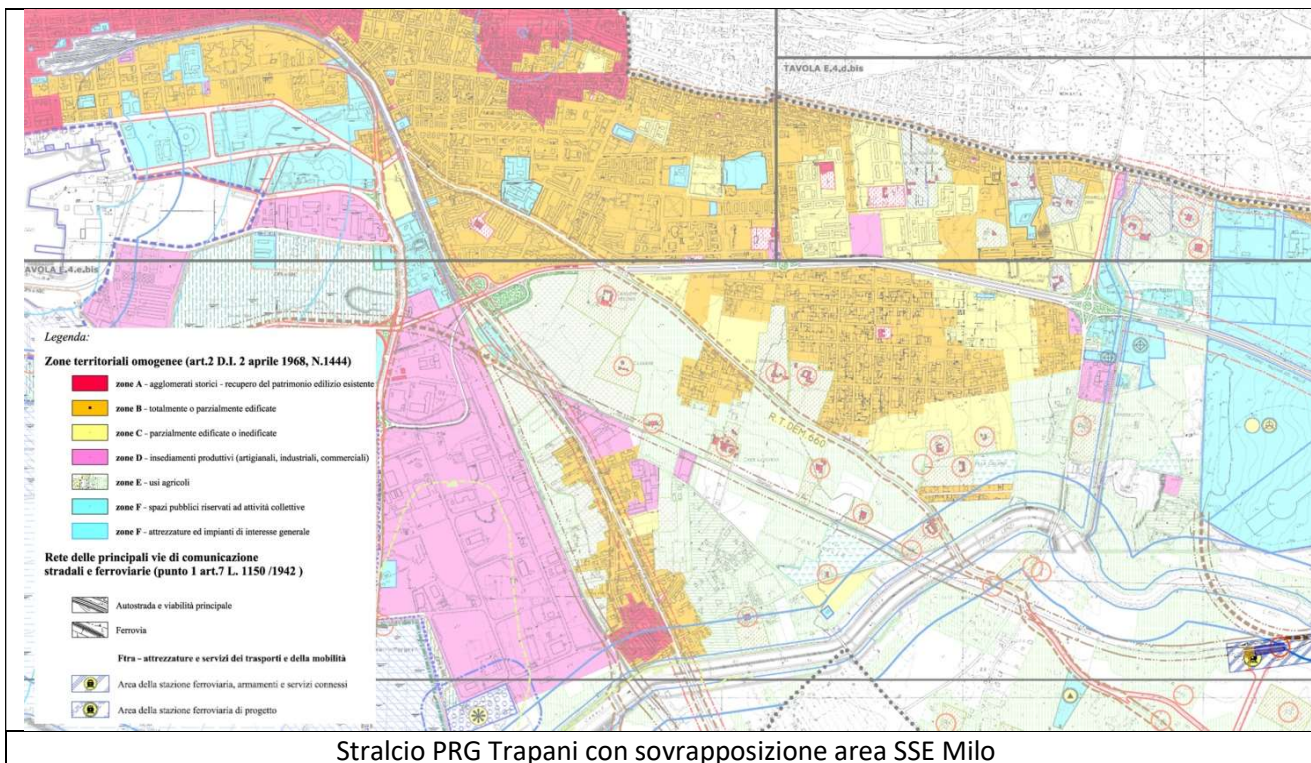 TAVOLA E.4.d.bis
AVOLA E.4.e.bis
R.T.DEM.660
Legenda:
Zone territoriali omogenee (art.2 D.I. 2 aprile 1968, N.1444)
zone A - agglomerati storici - recupero del patrimonio edilizio esistente
zone B - totalmente o parzialmente edificate
zone C - parzialmente edificate o inedificate
zone D - insediamenti produttivi (artigianali, industriali, commerciali)
zone E - usi agricoli
zone F - spazi pubblici riservati ad attività collettive
zone F - attrezzature ed impianti di interesse generale
Rete delle principali vie di comunicazione
stradali e ferroviarie (punto 1 art.7 L. 1150 /1942 )
Autostrada e viabilità principale
Ferrovia
Ftra - attrezzature e servizi dei trasporti e della mobilità
Area della stazione ferroviaria, armamenti e servizi connessi
Area della stazione ferroviaria di progetto
Stralcio PRG Trapani con sovrapposizione area SSE Milo